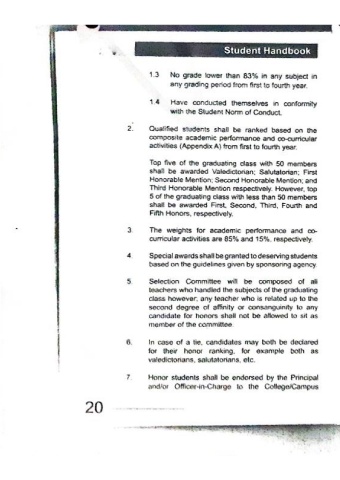 Student Handbook
1.3 No grade lower than 83% in any subject in
any grading period from first to fourth year.
1.4 Have conducted themselves in conformity
with the Student Norm of Conduct.
2. Qualified students shall be ranked based on the
composite academic performance and co-curricular
activities (Appendix A) from first to fourth year.
Top five of the graduating class with 50 members
shall be awarded Valedictorian; Salutatorian; First
Honorable Mention; Second Honorable Mention; and
Third Honorable Mention respectively. However, top
5 of the graduating class with less than 50 members
shall be awarded First, Second, Third, Fourth and
Fifth Honors, respectively.
3. The weights for academic performance and co-
curricular activities are 85% and 15%, respectively.
4. Special awards shall be granted to deserving students
based on the guidelines given by sponsoring agency.
5. Selection Committee will be composed of all
teachers who handled the subjects of the graduating
class however; any teacher who is related up to the
second degree of affinity or consanguinity to any
candidate for honors shall not be allowed to sit as
member of the committee.
6. In case of a tie, candidates may both be declared
for their honor ranking, for example both as
valedictorians, salutatorians, etc.
7. Honor students shall be endorsed by the Principal
and/or Officer-in-Charge to the College/Campus
20